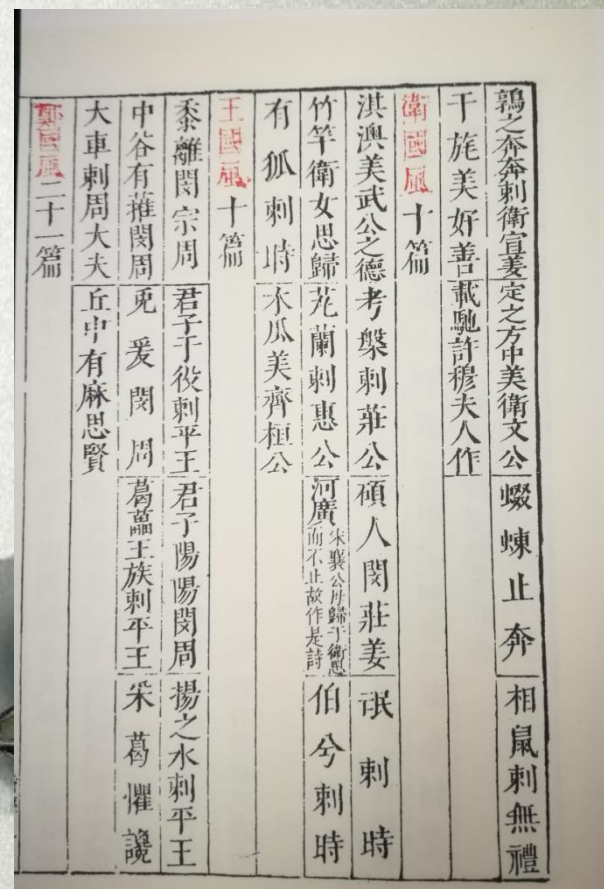 鶉之奔奔刺衛宣姜 定之方中美衛文公 蝃蝀止奔 相鼠刺無禮
干旄美好善 載馳許穆夫人作
衛國風十篇
淇澳美武公之德 考槃刺莊公 碩人閔莊姜 氓刺時
竹竿衛女思歸 芄蘭刺惠公 河廣宋襄公母歸于衛思而不止故作是詩 伯兮刺時
有狐刺時 木瓜美齊桓公
王國風十篇
黍離閔宗周 君子于役刺平王 君子陽陽閔周 揚之水刺平王
中谷有蓷閔周 兎爰閔周 葛藟王族刺平王 采葛懼讒
大車刺周大夫 丘中有麻思賢
鄭國風二十一篇